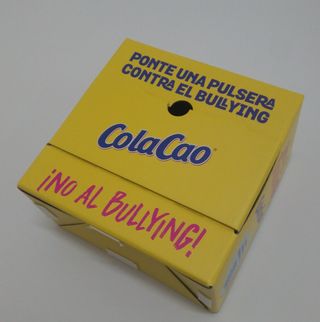 PONTE UNA PULSERA
CONTRA EL BULLYING
ColaCao
¡NO AL BULLYING!